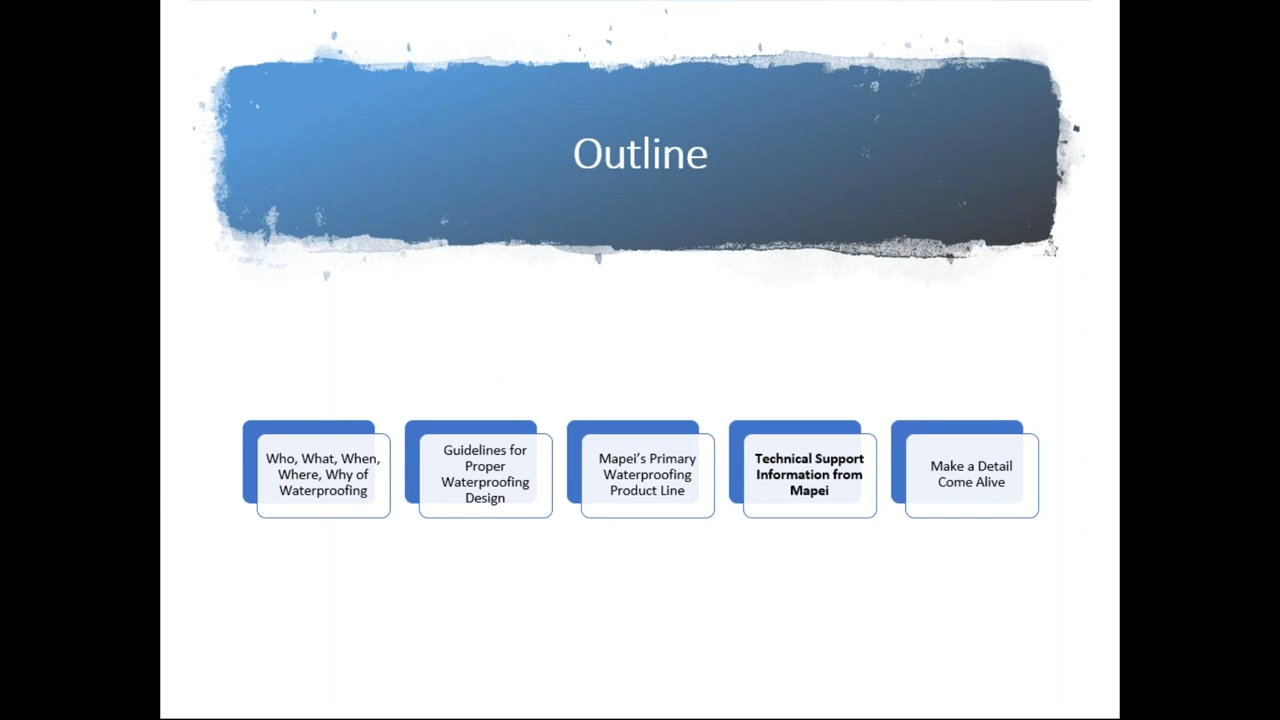 Outline
Who, What, When,
Where, Why of
Waterproofing
Guidelines for
Proper
Waterproofing
Design
Mapei’s Primary
Waterproofing
Product Line
Technical Support
Information from
Mapei
Make a Detail
Come Alive